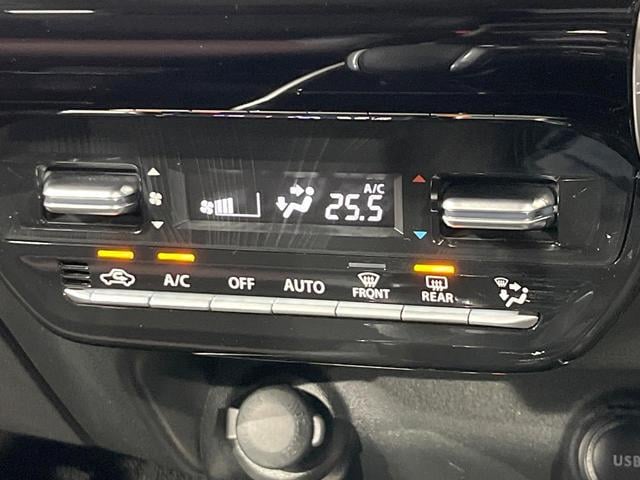 A/C
25.5
A/C
OFF
AUTO
FRONT
REAR
USB